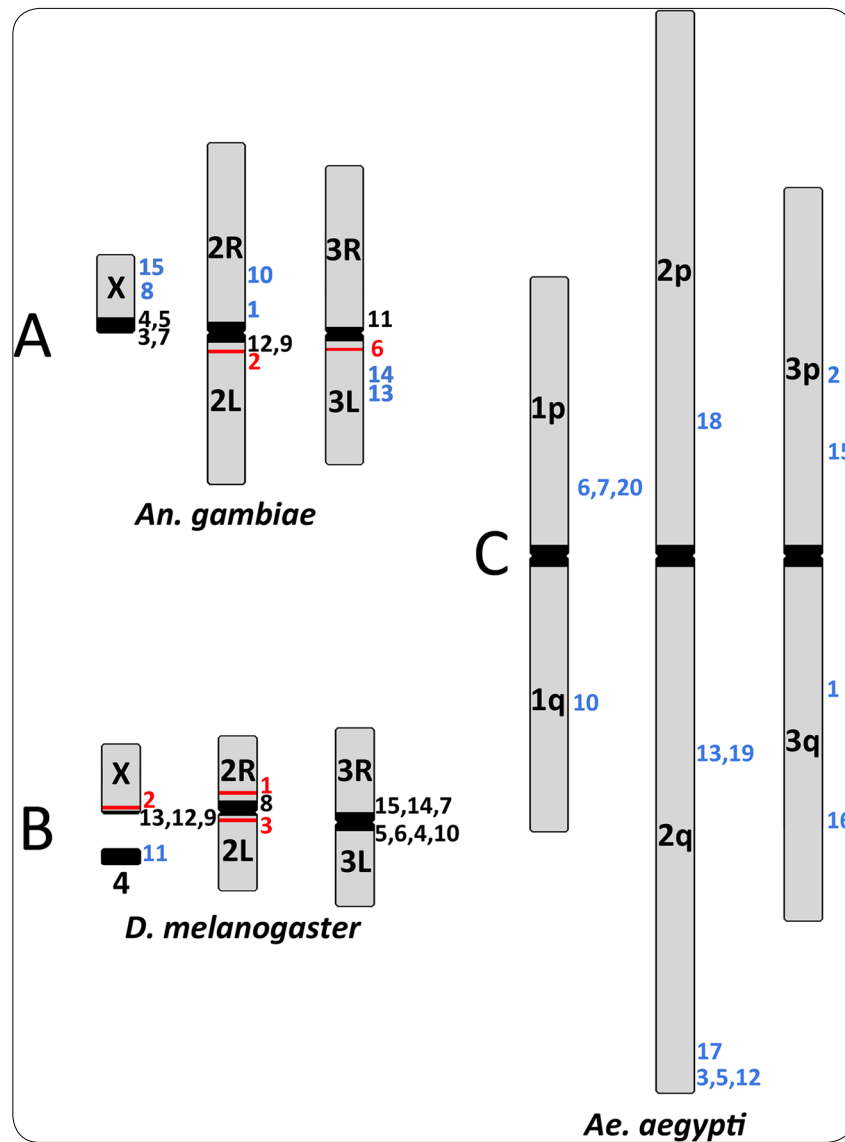 A
X
15
8
4,5
3,7
2R
10
1
12,9
2
2L
3R
11
6
14
13
3L
An. gambiae
B
X
2
13,12,9
11
4
2R
1
8
3
2L
3R
15,14,7
5,6,4,10
3L
D. melanogaster
C
1p
6,7,20
1q
10
2p
18
13,19
2q
17
3,5,12
3p
2
15
1
3q
16
Ae. aegypti